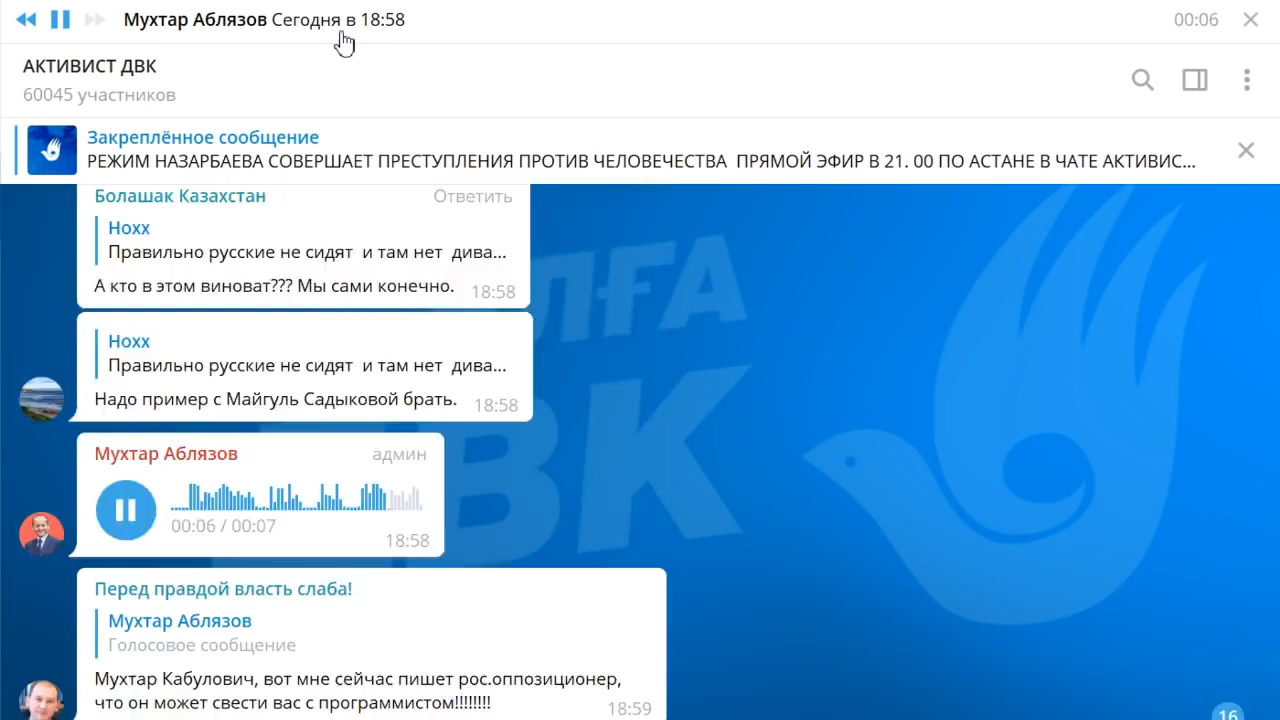 Мухтар Аблязов Сегодня в 18:58
00:06
АКТИВИСТ ДВК
60045 участников
Закреплённое сообщение
РЕЖИМ НАЗАРБАЕВА СОВЕРШАЕТ ПРЕСТУПЛЕНИЯ ПРОТИВ ЧЕЛОВЕЧЕСТВА ПРЯМОЙ ЭФИР В 21. 00 ПО АСТАНЕ В ЧАТЕ АКТИВИС...
Болашак Казахстан
Ответить
Нохх
Правильно русские не сидят и там нет дива...
А кто в этом виноват??? Мы сами конечно.
18:58
Нохх
Правильно русские не сидят и там нет дива...
Надо пример с Майгуль Садыковой брать.
18:58
Мухтар Аблязов
админ
00:06 / 00:07
18:58
Перед правдой власть слаба!
Мухтар Аблязов
Голосовое сообщение
Мухтар Кабулович, вот мне сейчас пишет рос.оппозиционер,
что он может свести вас с программистом!!!!!!!!
18:59
16
ЛҒА
ВК